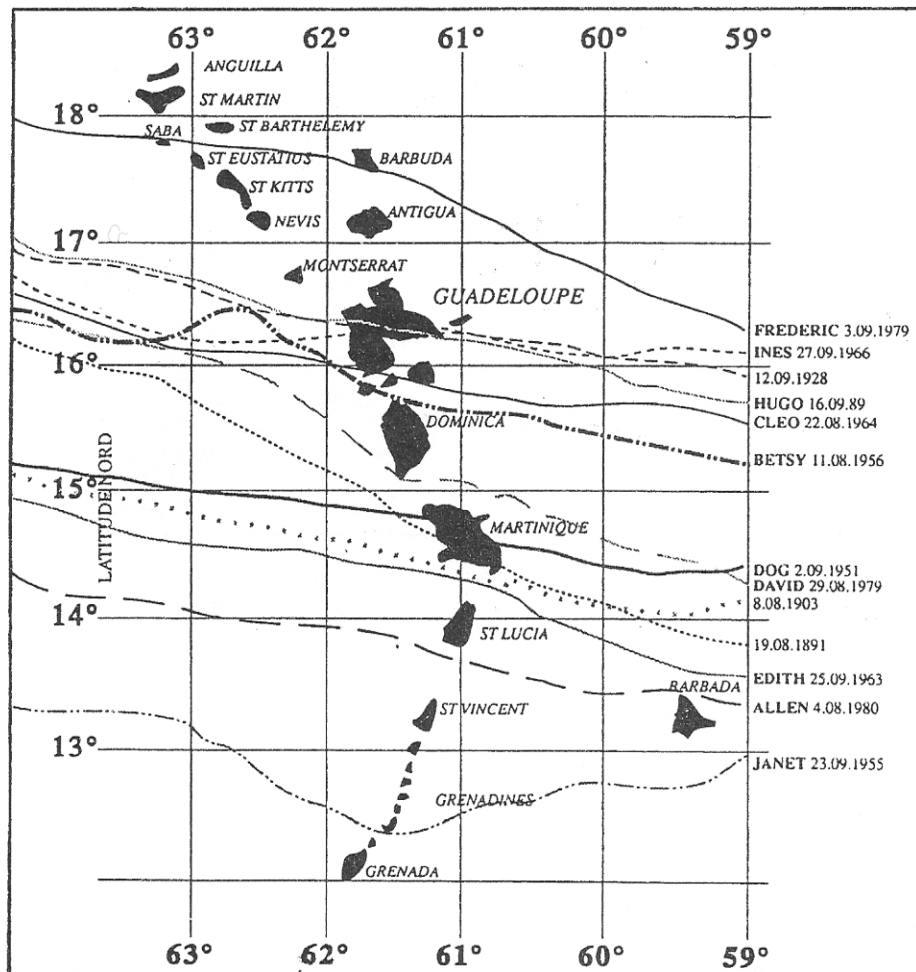 63° 62° 61° 60° 59°
ANGUILLA
ST MARTIN
18°
SABA
ST BARTHELEMY
ST EUSTATIUS
BARBUDA
ST KITTS
NEVIS
ANTIGUA
17°
MONTSERRAT
GUADELOUPE
FREDERIC 3.09.1979
INES 27.09.1966
16°
12.09.1928
HUGO 16.09.89
CLEO 22.08.1964
DOMINICA
BETSY 11.08.1956
15°
LATITUDE NORD
MARTINIQUE
DOG 2.09.1951
DAVID 29.08.1979
8.08.1903
14°
ST LUCIA
19.08.1891
EDITH 25.09.1963
BARBADA
ST VINCENT
ALLEN 4.08.1980
13°
JANET 23.09.1955
GRENADINES
GRENADA
63° 62° 61° 60° 59°